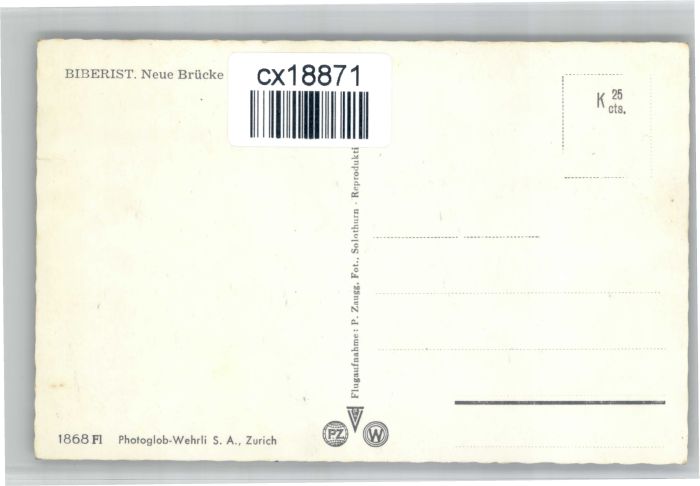 BIBERIST. Neue Brücke
cx18871
K 25
cts.
Flugaufnahme: P. Zaugg, Fot., Solothurn - Reprodukti
1868 Fl Photoglob-Wehrli S. A., Zurich
PZ
W